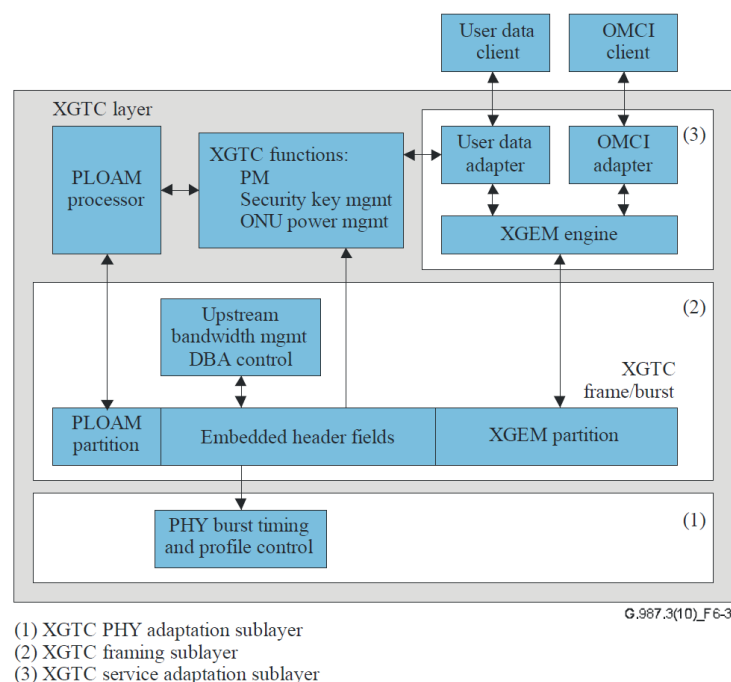 User data
client
OMCI
client
XGTC layer
PLOAM
processor
XGTC functions:
PM
Security key mgmt
ONU power mgmt
User data
adapter
OMCI
adapter
(3)
XGEM engine
Upstream
bandwidth mgmt
DBA control
(2)
XGTC
frame/burst
PLOAM
partition
Embedded header fields
XGEM partition
PHY burst timing
and profile control
(1)
G.987.3(10)_F6-3
(1) XGTC PHY adaptation sublayer
(2) XGTC framing sublayer
(3) XGTC service adaptation sublayer